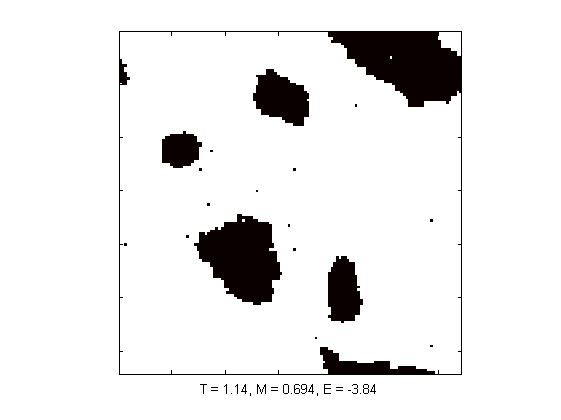 T = 1.14, M = 0.694, E = -3.84